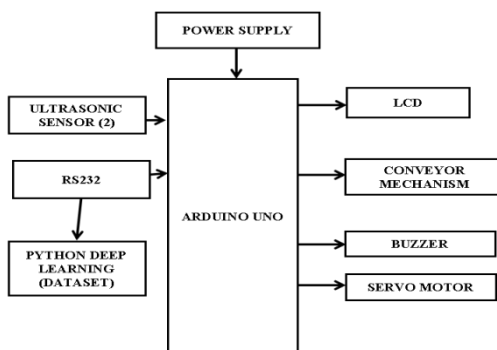 POWER SUPPLY
ULTRASONIC
SENSOR (2)
RS232
PYTHON DEEP
LEARNING
(DATASET)
ARDUINO UNO
LCD
CONVEYOR
MECHANISM
BUZZER
SERVO MOTOR